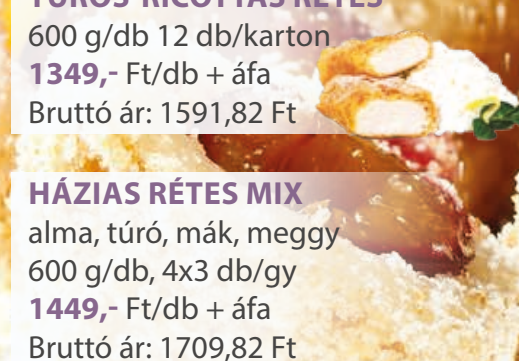 TÚRÓS-RICOTTÁS RÉTES
600 g/db 12 db/karton
1349,- Ft/db + áfa
Bruttó ár: 1591,82 Ft
HÁZIAS RÉTES MIX
alma, túró, mák, meggy
600 g/db, 4x3 db/gy
1449,- Ft/db + áfa
Bruttó ár: 1709,82 Ft